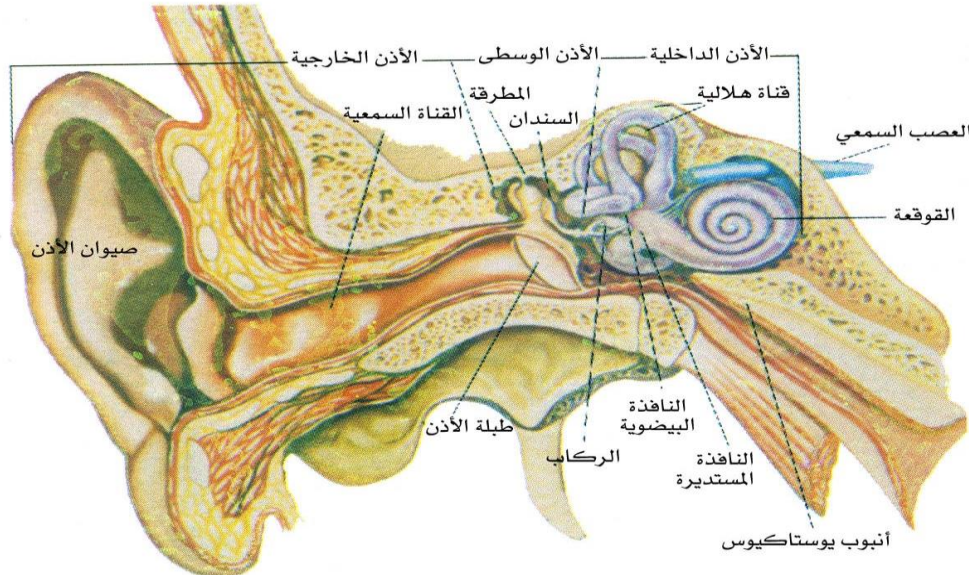 الأذن الداخلية
الأذن الوسطى
الأذن الخارجية
قناة هلالية
المطرقة
السندان
القناة السمعية
العصب السمعي
القوقعة
صيوان الأذن
النافذة
البيضوية
طبلة الأذن
الركاب
النافذة
المستديرة
أنبوب يوستاكيوس